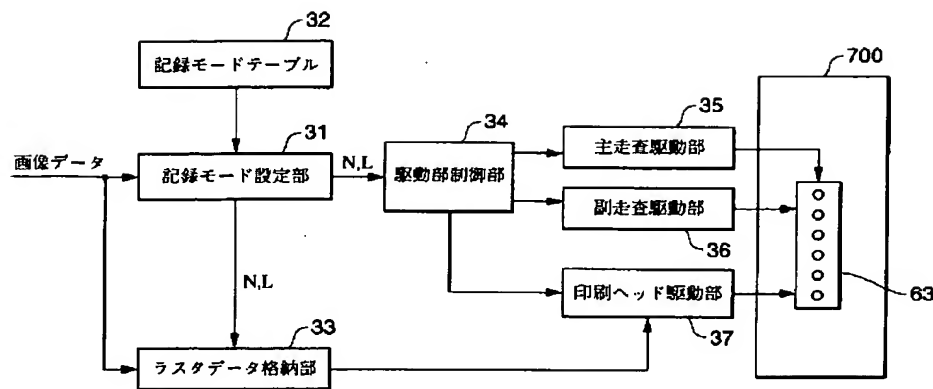 32
記録モードテーブル
700
31
34
35
画像データ
記録モード設定部
N,L
駆動部制御部
主走査駆動部
副走査駆動部
36
N,L
印刷ヘッド駆動部
63
33
37
ラスタデータ格納部